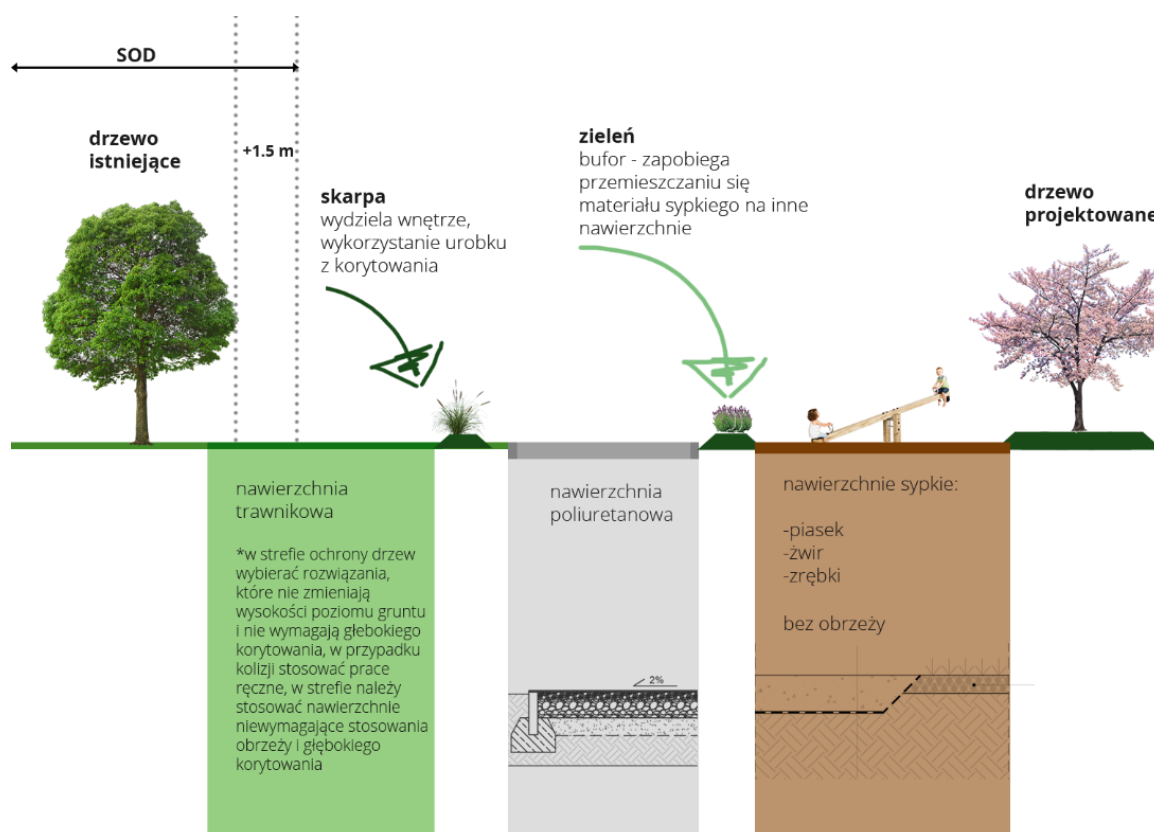 SOD
drzewo
istniejące
+1.5 m
skarpa
wydziela wnętrze,
wykorzystanie urobku
z korytowania
zieleń
bufor - zapobiega
przemieszczaniu się
materiału sypkiego na inne
nawierzchnie
drzewo
projektowane
nawierzchnia
trawnikowa
*w strefie ochrony drzew
wybierać rozwiązania,
które nie zmieniają
wysokości poziomu gruntu
i nie wymagają głebokiego
korytowania, w przypadku
kolizji stosować prace
ręczne, w strefie należy
stosować nawierzchnie
niewymagające stosowania
obrzeży i głębokiego
korytowania
nawierzchnia
poliuretanowa
2%
nawierzchnie sypkie:
-piasek
-żwir
-zrębki
bez obrzeży